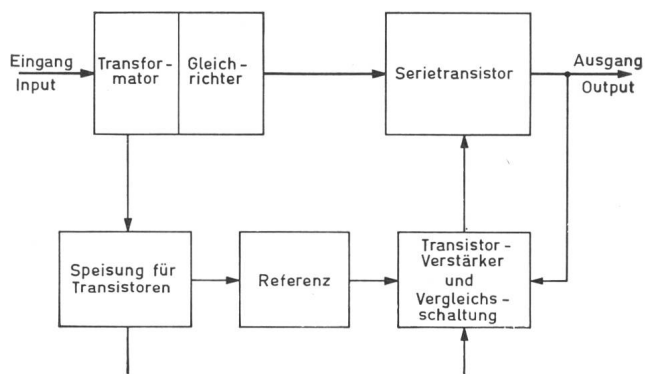 Eingang
Input
Transfor-
mator
Gleich-
richter
Serietransistor
Ausgang
Output
Speisung für
Transistoren
Referenz
Transistor-
Verstärker
und
Vergleichs-
schaltung